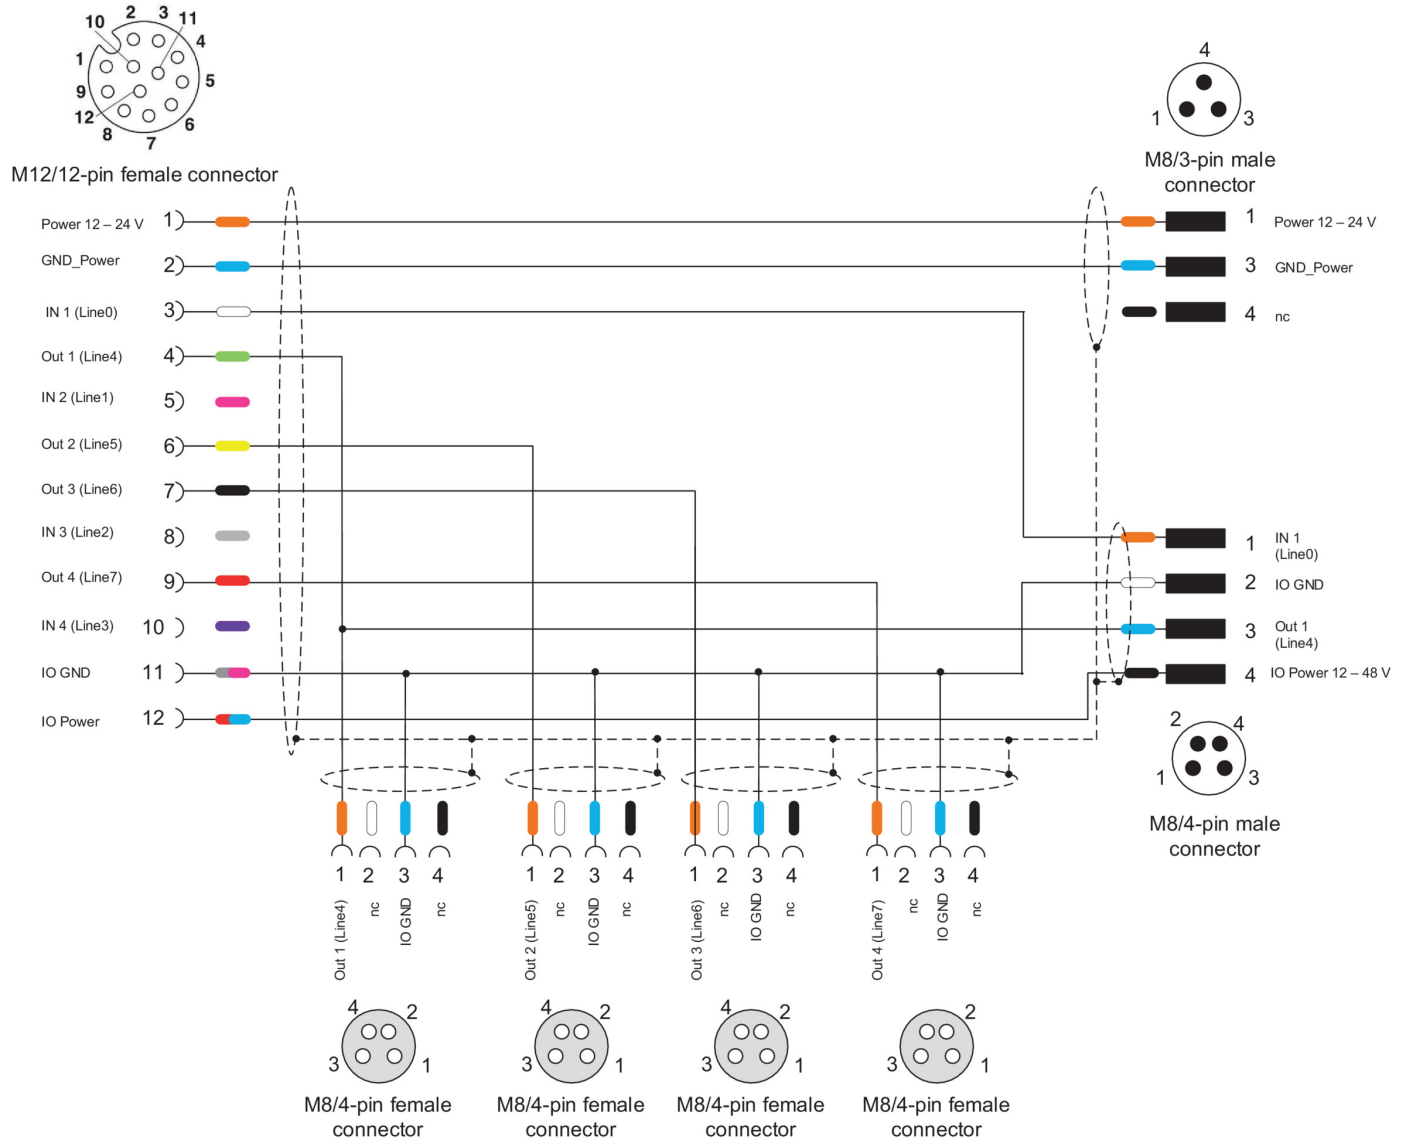 2 3 11
10 4
1
5
9
12 6
8 7
M12/12-pin female connector
4
1 3
M8/3-pin male
connector
Power 12 – 24 V 1 1 Power 12 – 24 V
GND_Power 2 3 GND_Power
IN 1 (Line0) 3 4 nc
Out 1 (Line4) 4
IN 2 (Line1) 5
Out 2 (Line5) 6
Out 3 (Line6) 7
IN 3 (Line2) 8 1 IN 1
(Line0)
Out 4 (Line7) 9 2 IO GND
IN 4 (Line3) 10 3 Out 1
(Line4)
IO GND 11 4 IO Power 12 – 48 V
IO Power 12
2 4
1 3
M8/4-pin male
connector
1 2 3 4 1 2 3 4 1 2 3 4 1 2 3 4
Out 1 (Line4)
nc
IO GND
nc
Out 2 (Line5)
nc
IO GND
nc
Out 3 (Line6)
nc
IO GND
nc
Out 4 (Line7)
nc
IO GND
nc
4 2 4 2 4 2 2
3 1 3 1 3 1 3 1
M8/4-pin female M8/4-pin female M8/4-pin female M8/4-pin female
connector connector connector connector